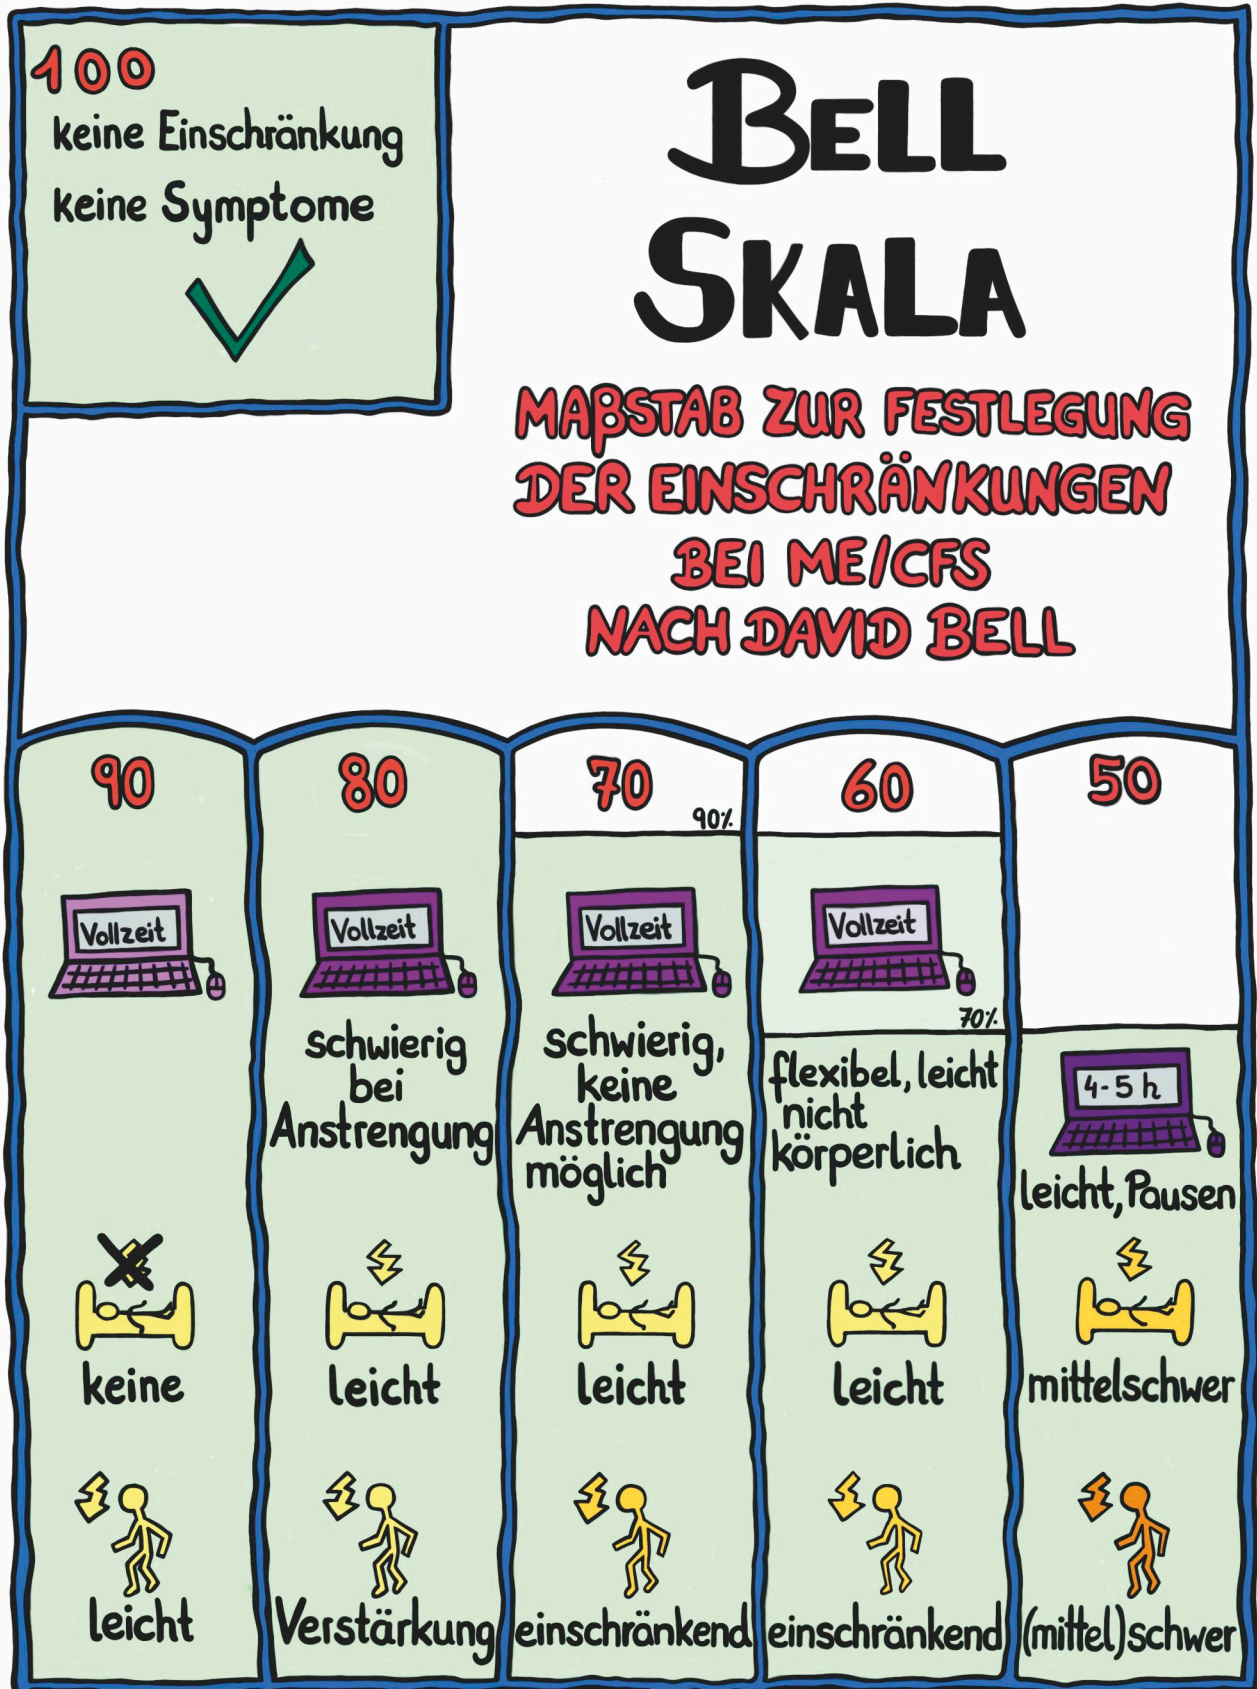 100
keine Einschränkung
keine Symptome
BELL
SKALA
MAßSTAB ZUR FESTLEGUNG
DER EINSCHRÄNKUNGEN
BEI ME/CFS
NACH DAVID BELL
90
Vollzeit
keine
leicht
80
Vollzeit
schwierig
bei
Anstrengung
leicht
Verstärkung
70
90%
Vollzeit
schwierig,
keine
Anstrengung
möglich
leicht
einschränkend
60
Vollzeit
70%
flexibel, leicht
nicht
körperlich
leicht
einschränkend
50
4-5 h
leicht, Pausen
mittelschwer
(mittel)schwer